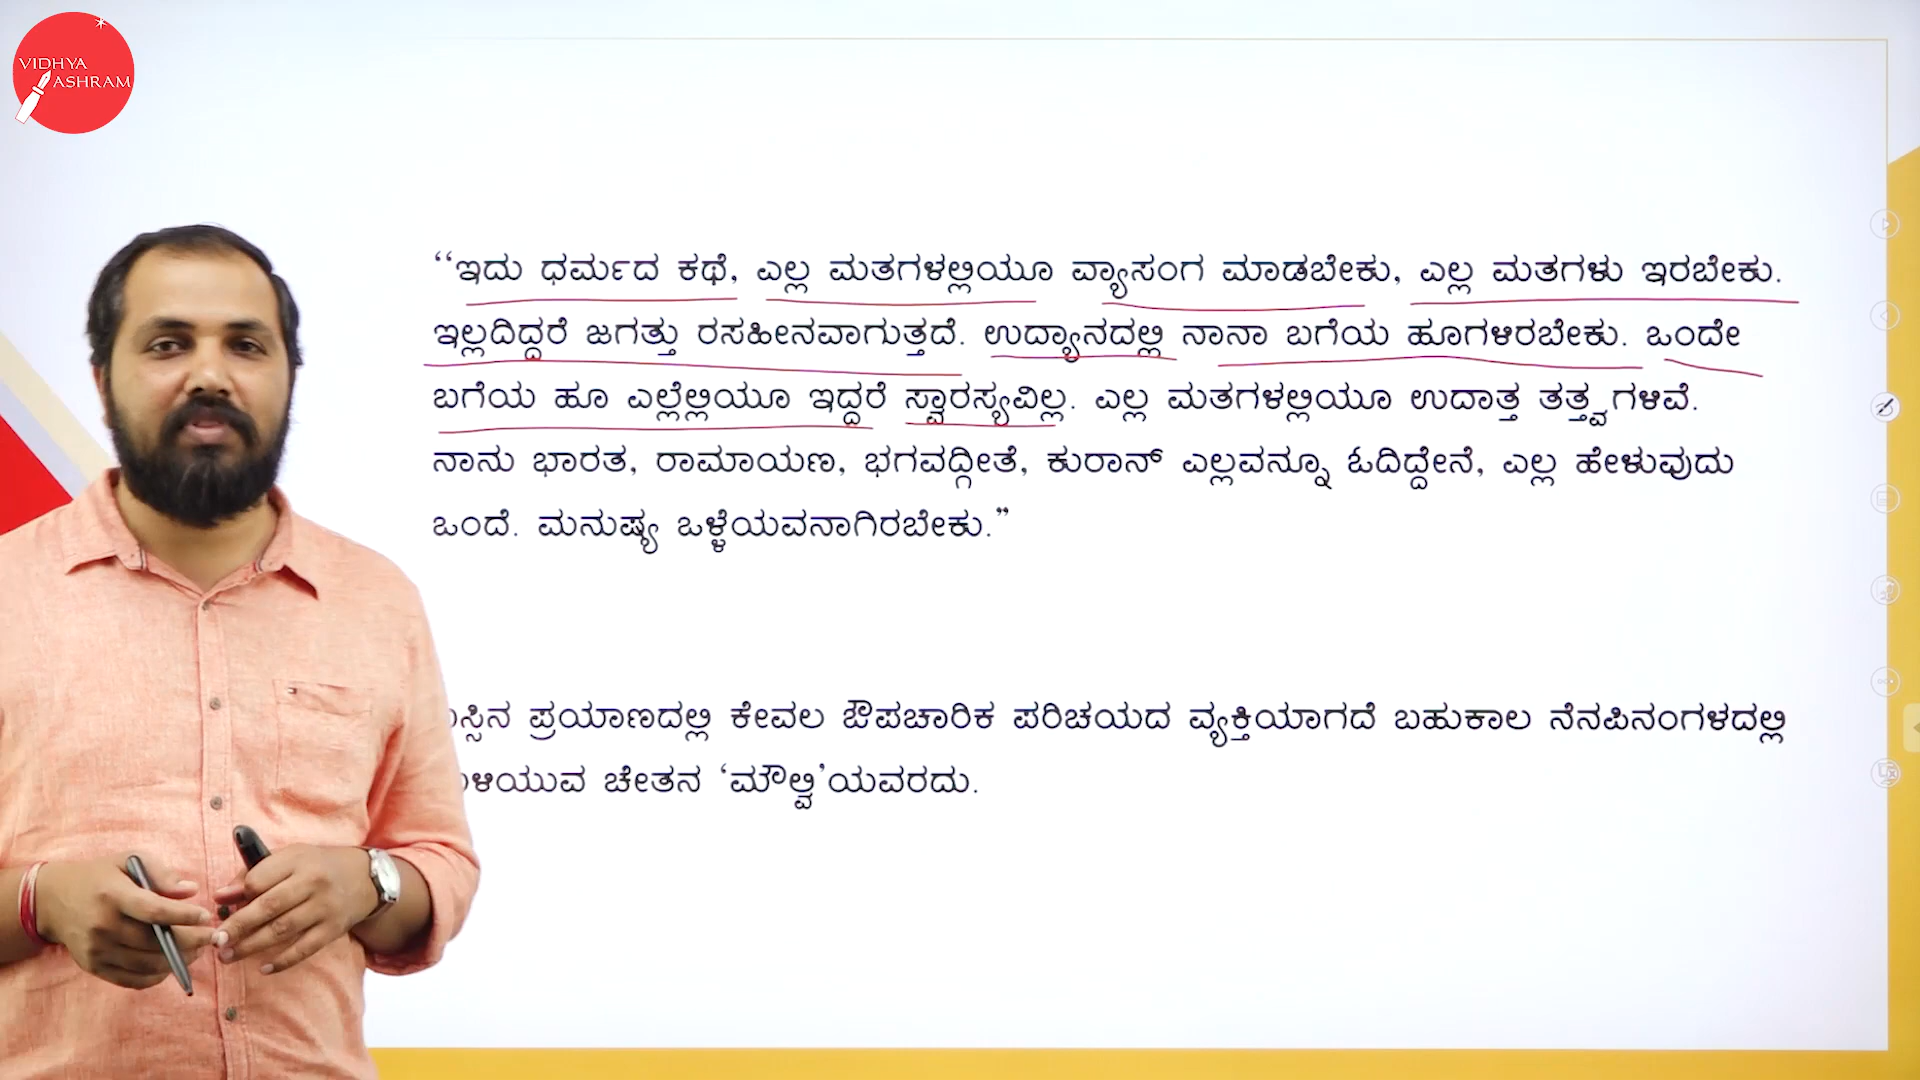 VIDHYA
ASHRAM
“ಇದು ಧರ್ಮದ ಕಥೆ, ಎಲ್ಲ ಮತಗಳಲ್ಲಿಯೂ ವ್ಯಾಸಂಗ ಮಾಡಬೇಕು, ಎಲ್ಲ ಮತಗಳು ಇರಬೇಕು.
ಇಲ್ಲದಿದ್ದರೆ ಜಗತ್ತು ರಸಹೀನವಾಗುತ್ತದೆ. ಉದ್ಯಾನದಲ್ಲಿ ನಾನಾ ಬಗೆಯ ಹೂಗಳಿರಬೇಕು. ಒಂದೇ
ಬಗೆಯ ಹೂ ಎಲ್ಲೆಲ್ಲಿಯೂ ಇದ್ದರೆ ಸ್ವಾರಸ್ಯವಿಲ್ಲ. ಎಲ್ಲ ಮತಗಳಲ್ಲಿಯೂ ಉದಾತ್ತ ತತ್ತ್ವಗಳಿವೆ.
ನಾನು ಭಾರತ, ರಾಮಾಯಣ, ಭಗವದ್ಗೀತೆ, ಕುರಾನ್ ಎಲ್ಲವನ್ನೂ ಓದಿದ್ದೇನೆ, ಎಲ್ಲ ಹೇಳುವುದು
ಒಂದೆ. ಮನುಷ್ಯ ಒಳ್ಳೆಯವನಾಗಿರಬೇಕು.”
ಪ್ರಯಾಣದಲ್ಲಿ ಕೇವಲ ಔಪಚಾರಿಕ ಪರಿಚಯದ ವ್ಯಕ್ತಿಯಾಗದೆ ಬಹುಕಾಲ ನೆನಪಿನಂಗಳದಲ್ಲಿ
ಚೇತನ ‘ಮೌಲ್ವಿ’ಯವರದು.